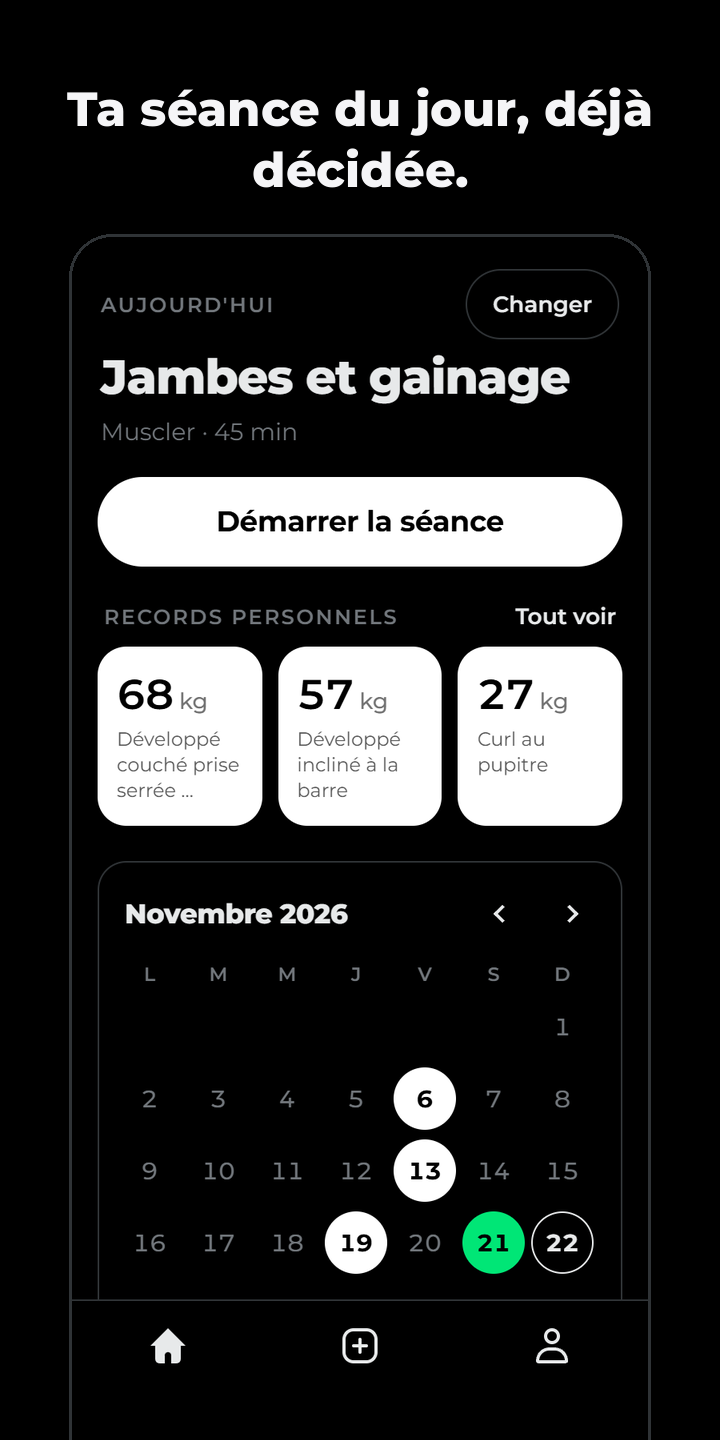 Ta séance du jour, déjà
décidée.
AUJOURD'HUI
Changer
Jambes et gainage
Muscler · 45 min
Démarrer la séance
RECORDS PERSONNELS
Tout voir
68 kg
Développé
couché prise
serrée ...
57 kg
Développé
incliné à la
barre
27 kg
Curl au
pupitre
Novembre 2026
L M M J V S D
1
2 3 4 5 6 7 8
9 10 11 12 13 14 15
16 17 18 19 20 21 22